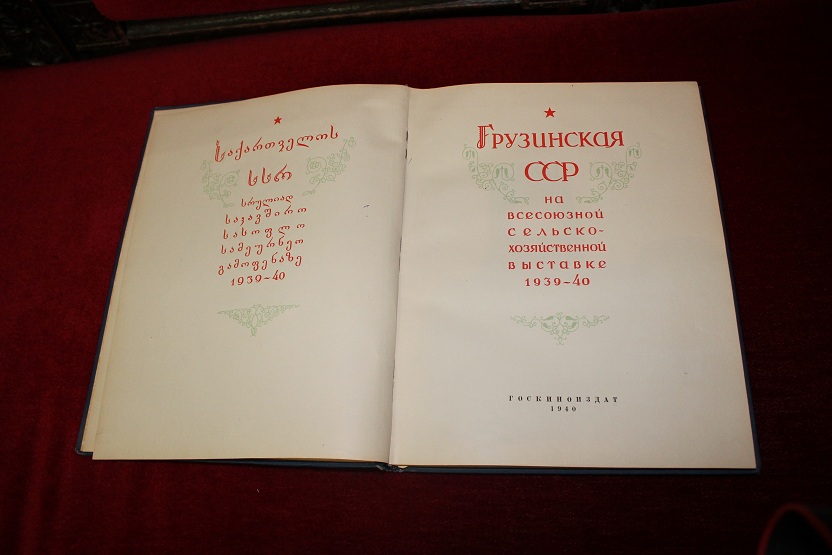 საქართველოს
სსრ
სრულიად
საკავშირო
სასოფლო
სამეურნეო
გამოფენაზე
1939-40
Грузинская
ССР
на
всесоюзной
сельско-
хозяйственной
выставке
1939-40
ГОСКИНОИЗДАТ
1940